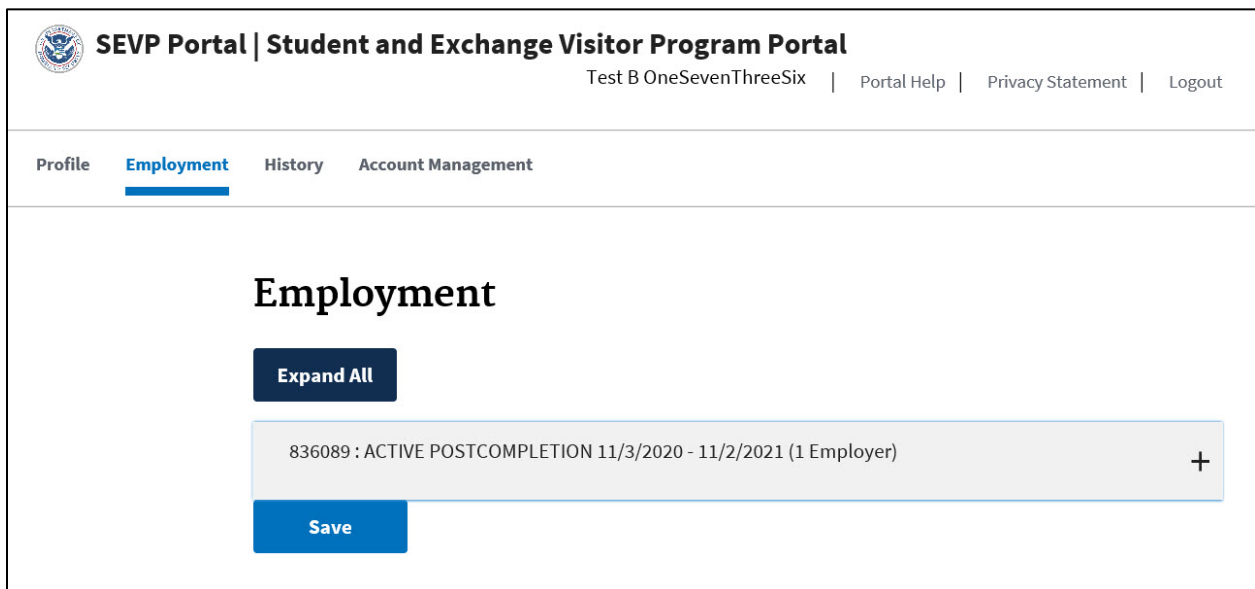 SEVP Portal | Student and Exchange Visitor Program Portal
Test B OneSevenThreeSix | Portal Help | Privacy Statement | Logout
Profile Employment History Account Management
Employment
Expand All
836089 : ACTIVE POSTCOMPLETION 11/3/2020 - 11/2/2021 (1 Employer) +
Save